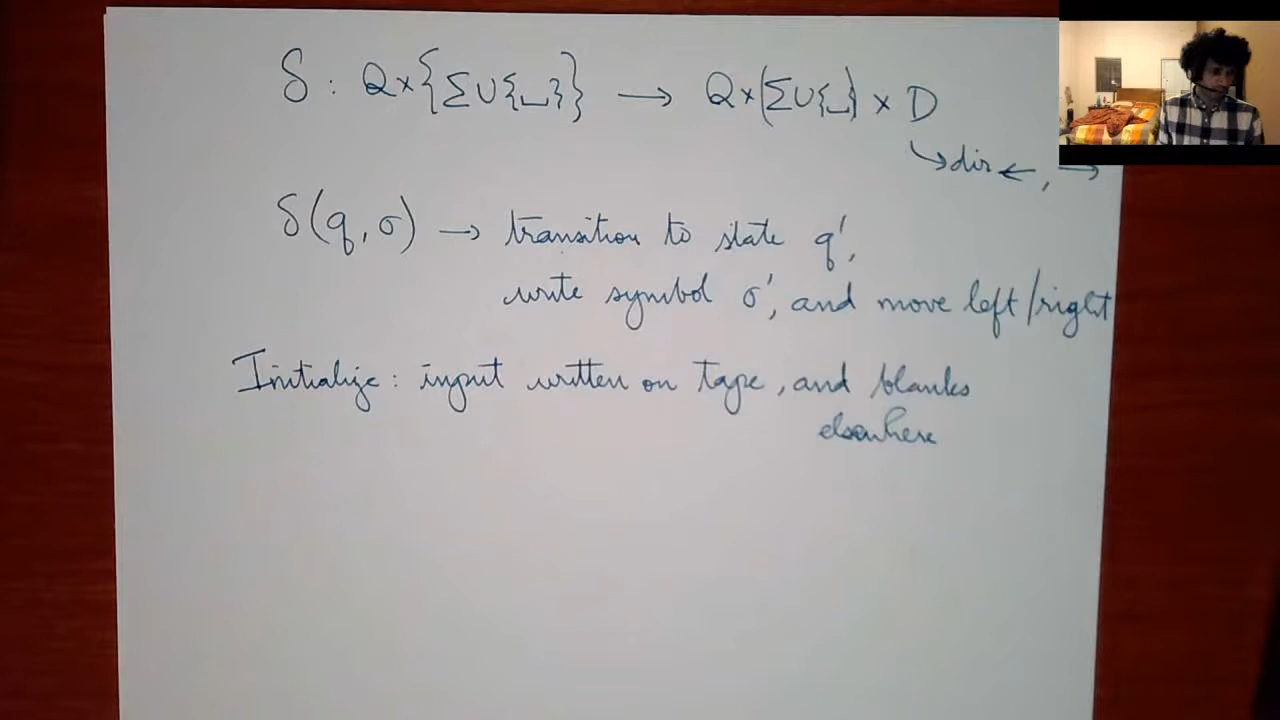 δ : Q×{Σ∪{␣}} → Q×(Σ∪{␣}) × D
↳dir ←, →
δ(q,σ) → transition to state q',
write symbol σ', and move left/right
Initialize: input written on tape, and blanks
elsewhere